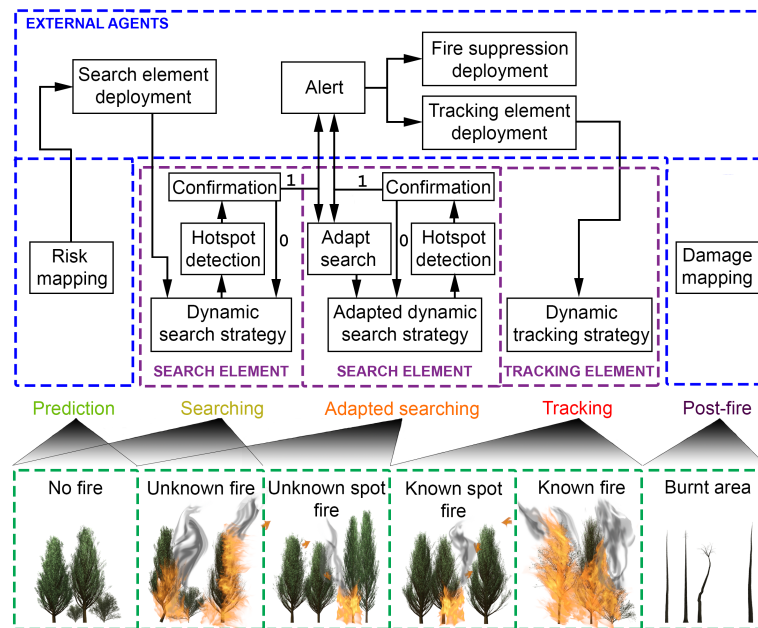 EXTERNAL AGENTS
Search element
deployment
Alert
Fire suppression
deployment
Tracking element
deployment
Confirmation
1
1
Confirmation
Risk
mapping
Hotspot
detection
0
Adapt
search
0
Hotspot
detection
Damage
mapping
Dynamic
search strategy
Adapted dynamic
search strategy
Dynamic
tracking strategy
SEARCH ELEMENT
SEARCH ELEMENT
TRACKING ELEMENT
Prediction
Searching
Adapted searching
Tracking
Post-fire
No fire
Unknown fire
Unknown spot
fire
Known spot
fire
Known fire
Burnt area